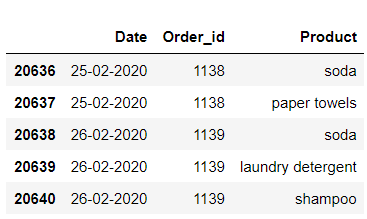 Date Order_id Product
20636 25-02-2020 1138 soda
20637 25-02-2020 1138 paper towels
20638 26-02-2020 1139 soda
20639 26-02-2020 1139 laundry detergent
20640 26-02-2020 1139 shampoo